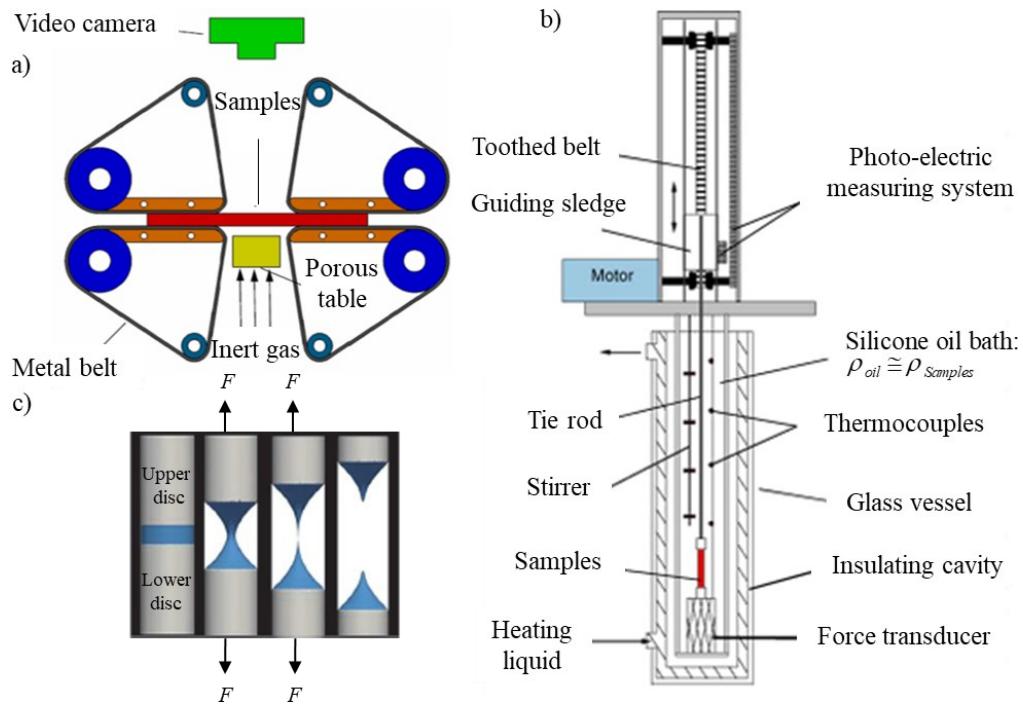 Video camera
a)
Samples
Porous
table
Inert gas
Metal belt
b)
Toothed belt
Guiding sledge
Photo-electric
measuring system
Motor
Silicone oil bath:
ρ_oil ≅ ρ_Samples
Tie rod
Thermocouples
Stirrer
Glass vessel
Samples
Insulating cavity
Heating
liquid
Force transducer
c)
F F
Upper
disc
Lower
disc
F F